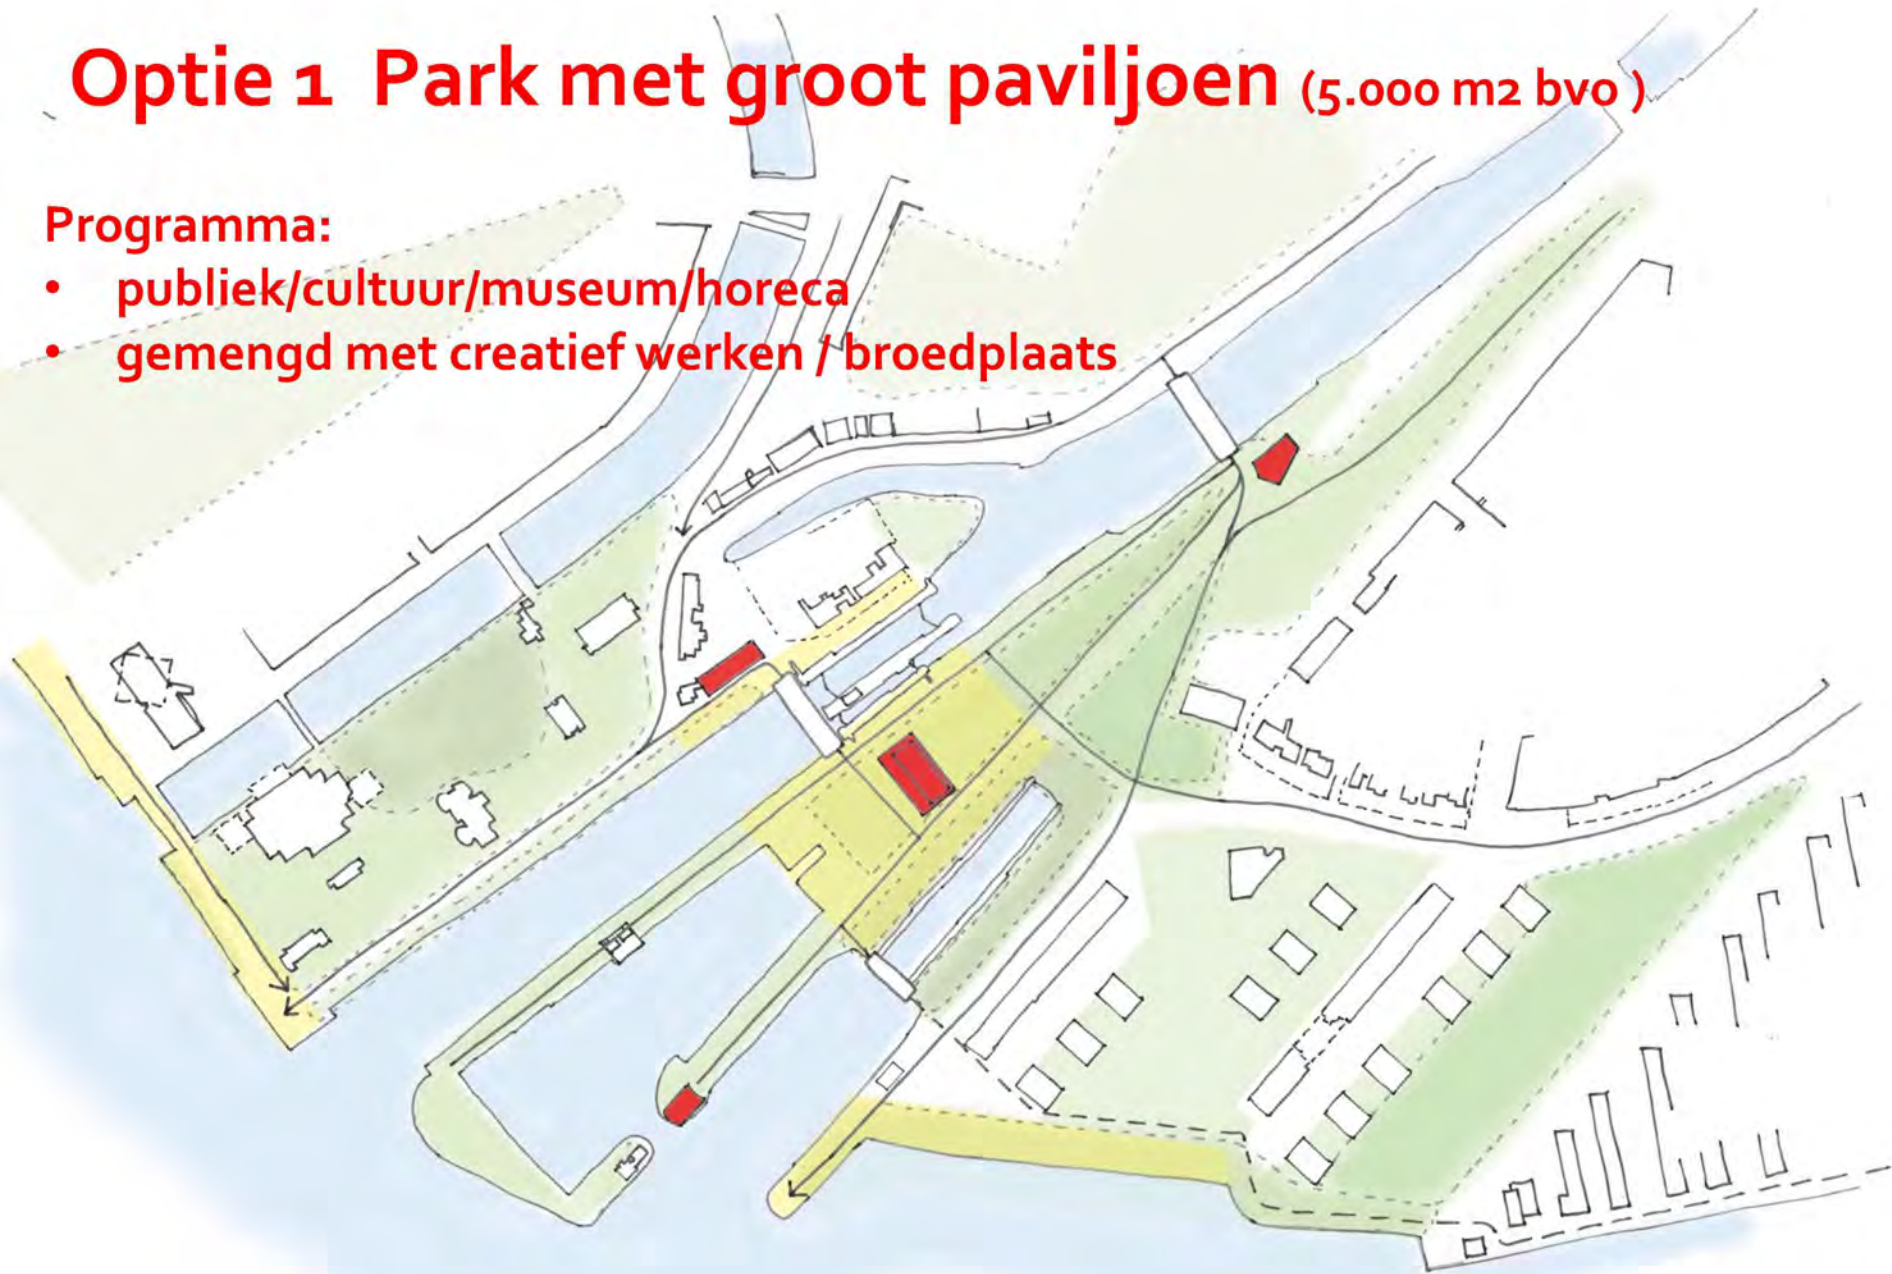 Optie 1 Park met groot paviljoen (5.000 m2 bvo )
Programma:
• publiek/cultuur/museum/horeca
• gemengd met creatief werken / broedplaats